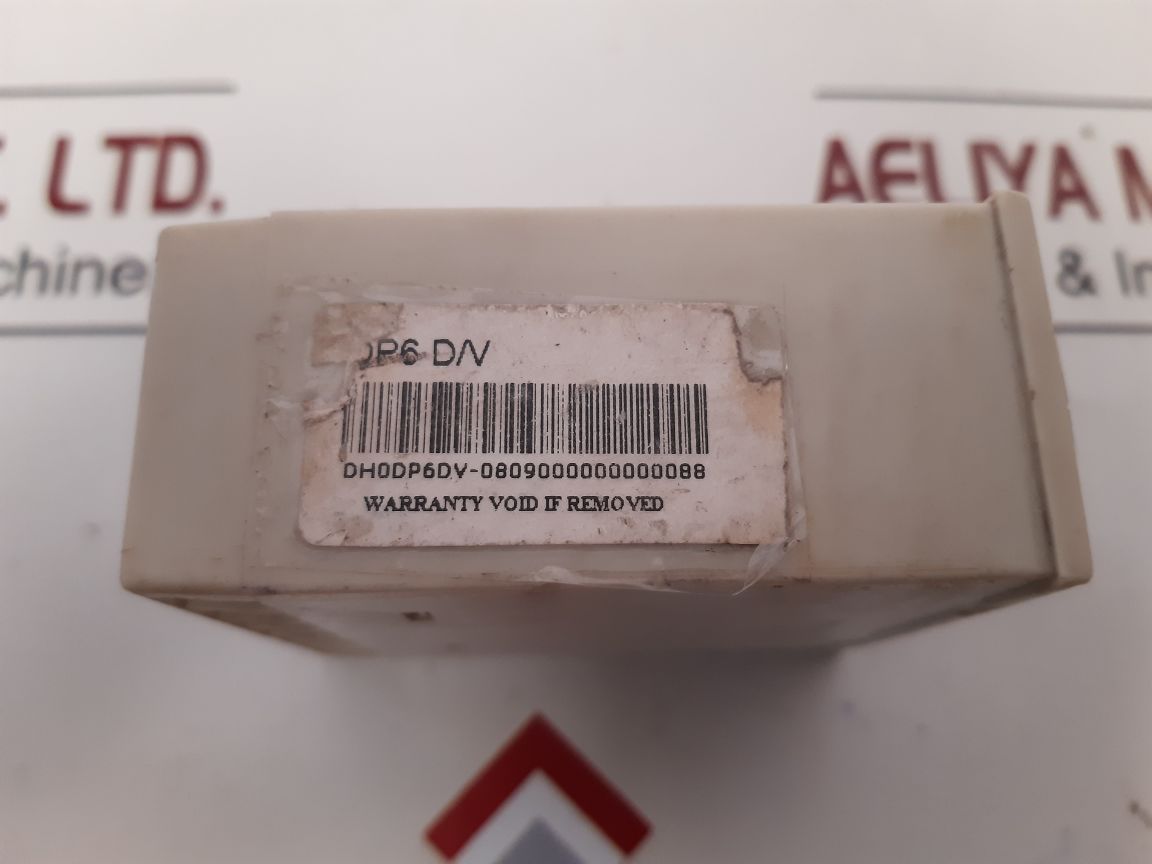 LTD.
AELIYA M
chine
& In
DP6 D/V
DH0DP6DV-0809000000000088
WARRANTY VOID IF REMOVED